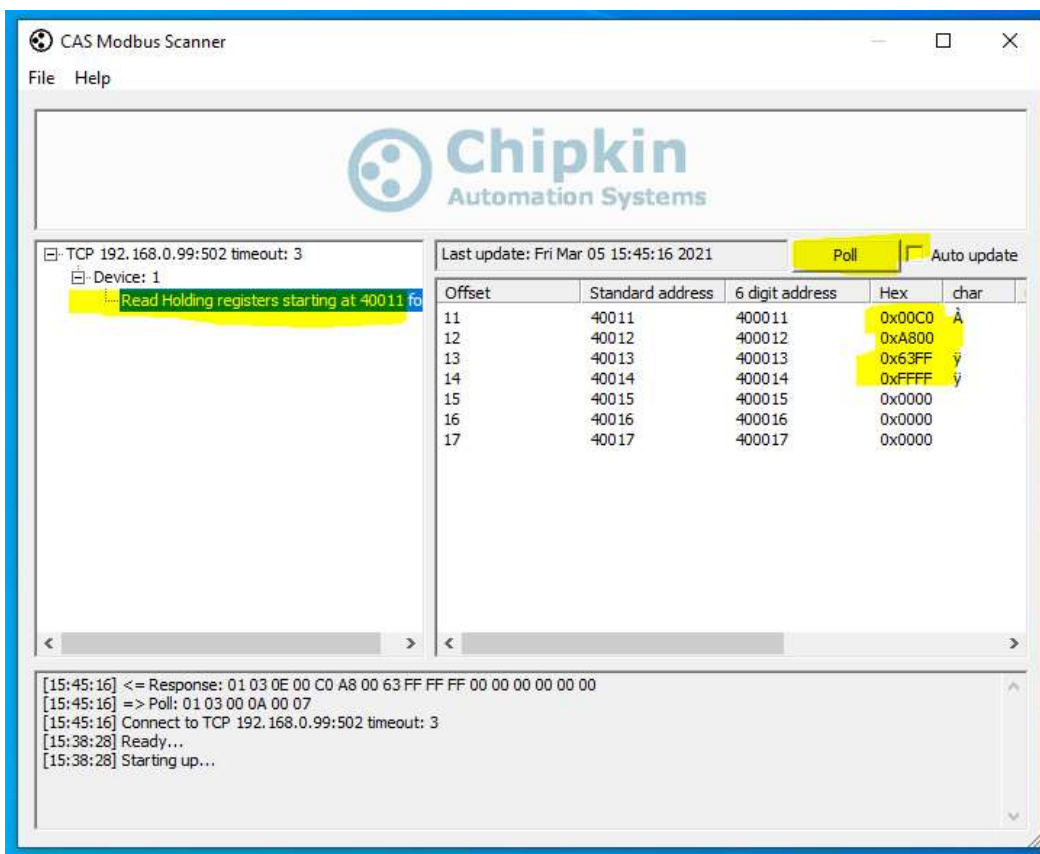 CAS Modbus Scanner
File Help
Chipkin
Automation Systems
TCP 192.168.0.99:502 timeout: 3
Device: 1
Read Holding registers starting at 40011 fo
Last update: Fri Mar 05 15:45:16 2021 Poll Auto update
Offset Standard address 6 digit address Hex char
11 40011 400011 0x00C0 À
12 40012 400012 0xA800
13 40013 400013 0x63FF ÿ
14 40014 400014 0xFFFF ÿ
15 40015 400015 0x0000
16 40016 400016 0x0000
17 40017 400017 0x0000
[15:45:16] <= Response: 01 03 0E 00 C0 A8 00 63 FF FF FF 00 00 00 00 00 00
[15:45:16] => Poll: 01 03 00 0A 00 07
[15:45:16] Connect to TCP 192.168.0.99:502 timeout: 3
[15:38:28] Ready...
[15:38:28] Starting up...